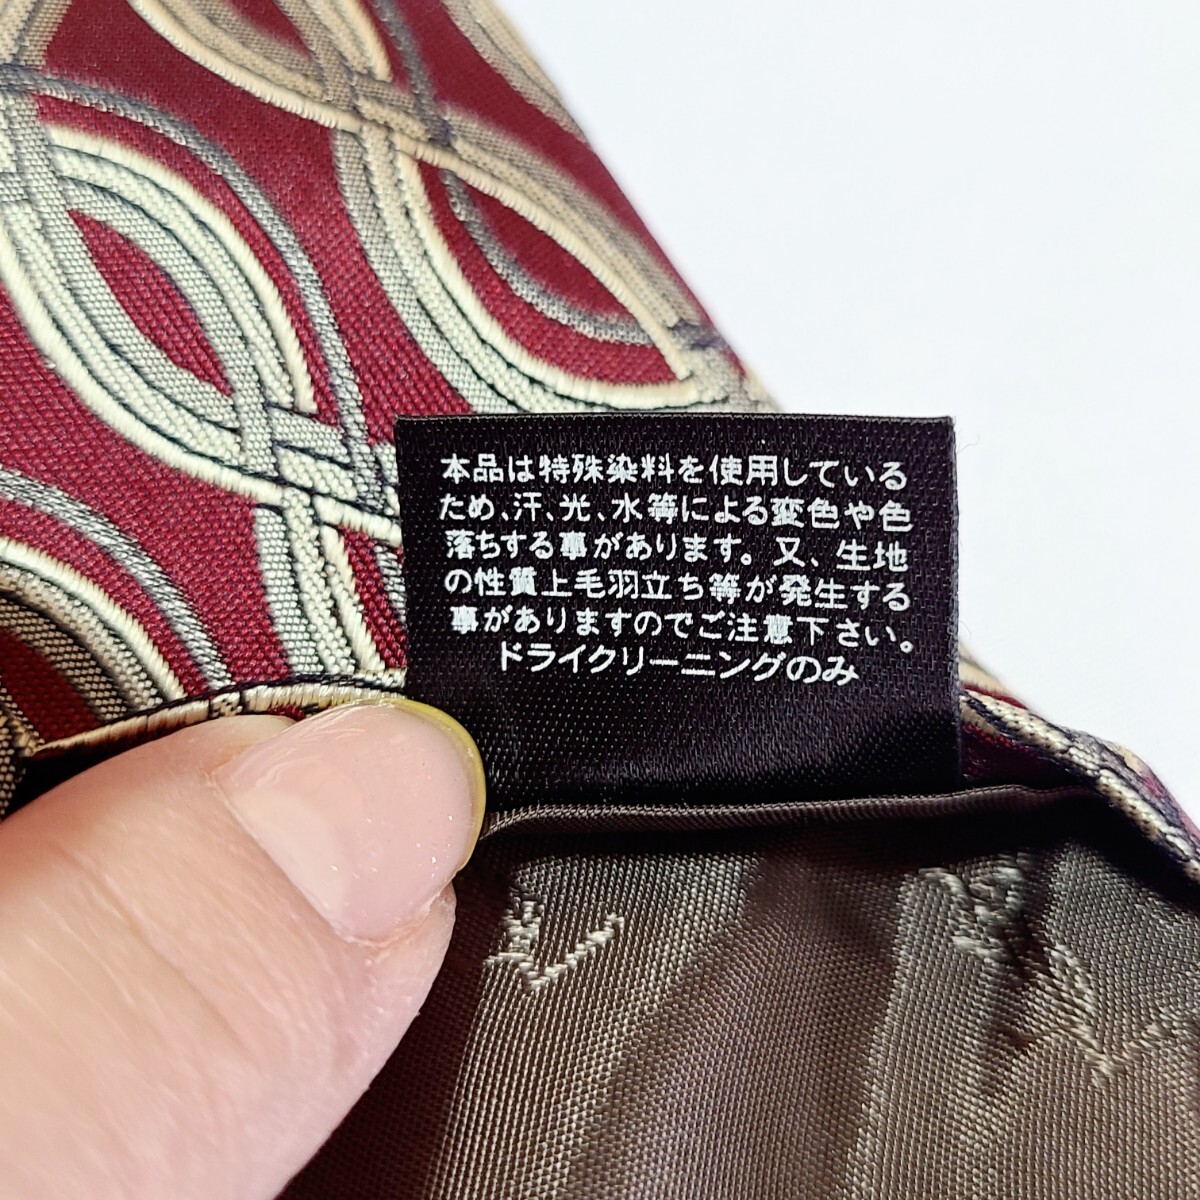 本品は特殊染料を使用している
ため、汗、光、水等による変色や色
落ちする事があります。又、生地
の性質上毛羽立ち等が発生する
事がありますのでご注意下さい。
ドライクリーニングのみ